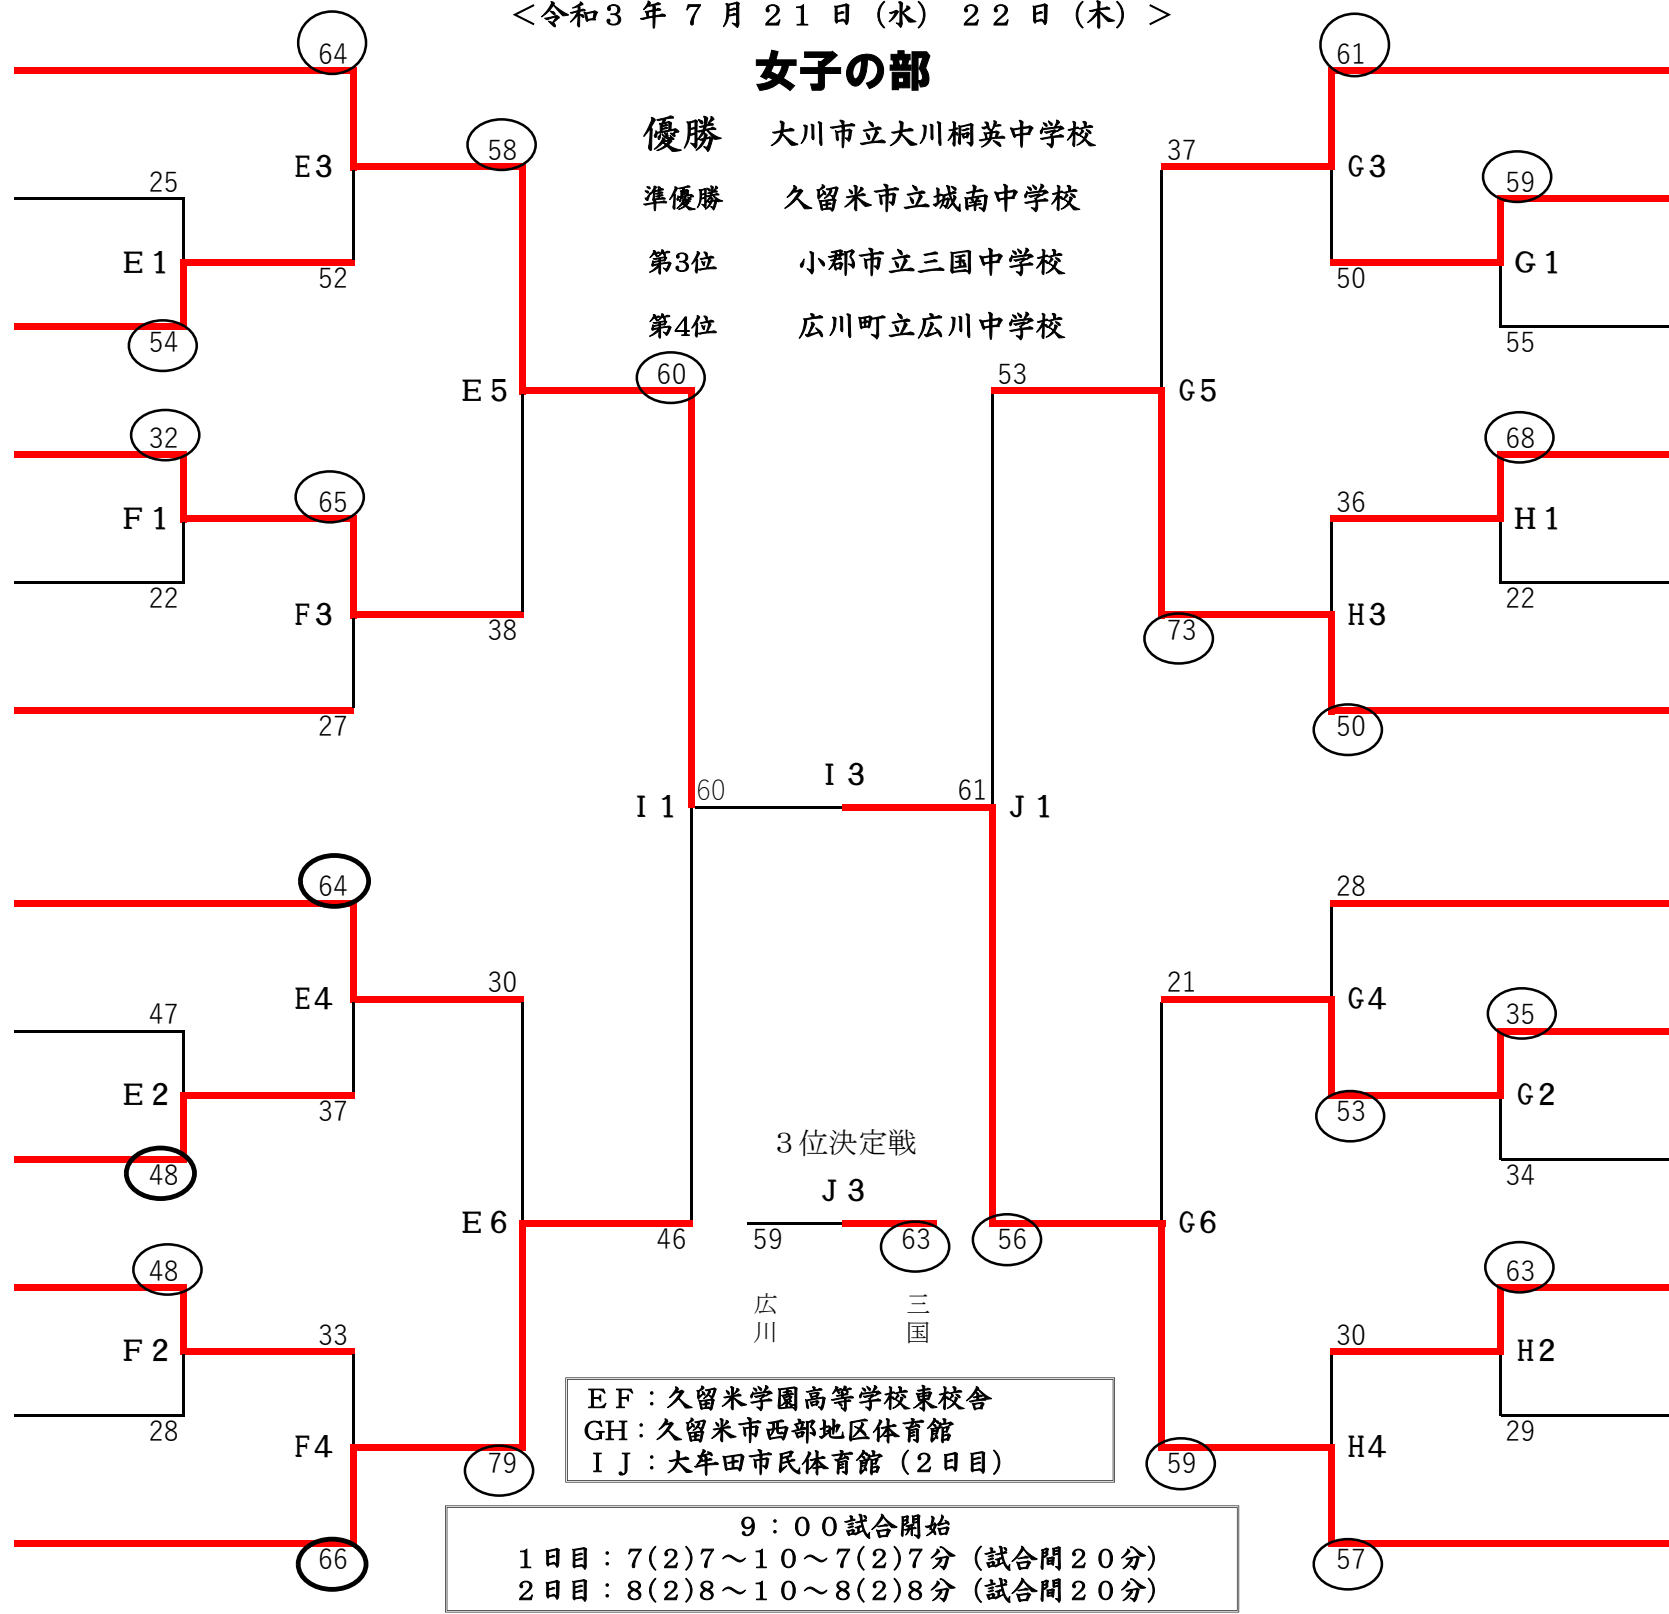 ＜令和３ 年 ７ 月 ２１ 日（水） ２２ 日（木）＞
女子の部
優勝 大川市立大川桐英中学校
準優勝 久留米市立城南中学校
第3位 小郡市立三国中学校
第4位 広川町立広川中学校
64
61
58
37
E3
G3
25
59
E1
G1
52
50
54
55
60
53
E5
G5
32
68
65
36
F1
H1
22
22
F3
H3
38
73
27
50
I 3
I 1
60
61
J 1
64
28
30
21
E4
G4
47
35
E2
G2
37
53
48
34
３位決定戦
J 3
E6
G6
46
59
63
56
48
63
広川
三国
33
30
F2
H2
28
29
F4
H4
79
59
66
57
ＥＦ：久留米学園高等学校東校舎
GH：久留米市西部地区体育館
ＩＪ：大牟田市民体育館（２日目）
９：００試合開始
１日目：７(２)７～１０～７(２)７分（試合間２０分）
２日目：８(２)８～１０～８(２)８分（試合間２０分）